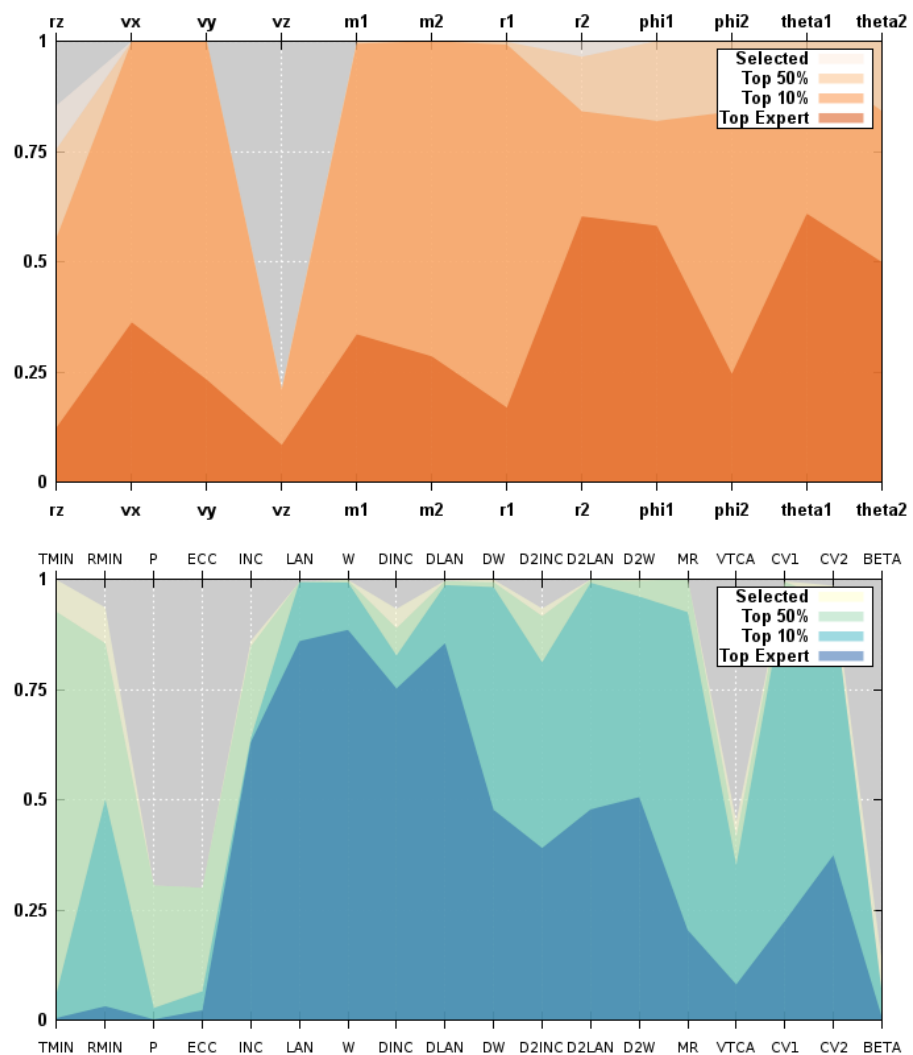 rz vx vy vz m1 m2 r1 r2 phi1 phi2 theta1 theta2
1
Selected
Top 50%
Top 10%
Top Expert
0.75
0.5
0.25
0
rz vx vy vz m1 m2 r1 r2 phi1 phi2 theta1 theta2
TMIN RMIN P ECC INC LAN W DINC DLAN DW D2INC D2LAN D2W MR VTCA CV1 CV2 BETA
1
Selected
Top 50%
Top 10%
Top Expert
0.75
0.5
0.25
0
TMIN RMIN P ECC INC LAN W DINC DLAN DW D2INC D2LAN D2W MR VTCA CV1 CV2 BETA